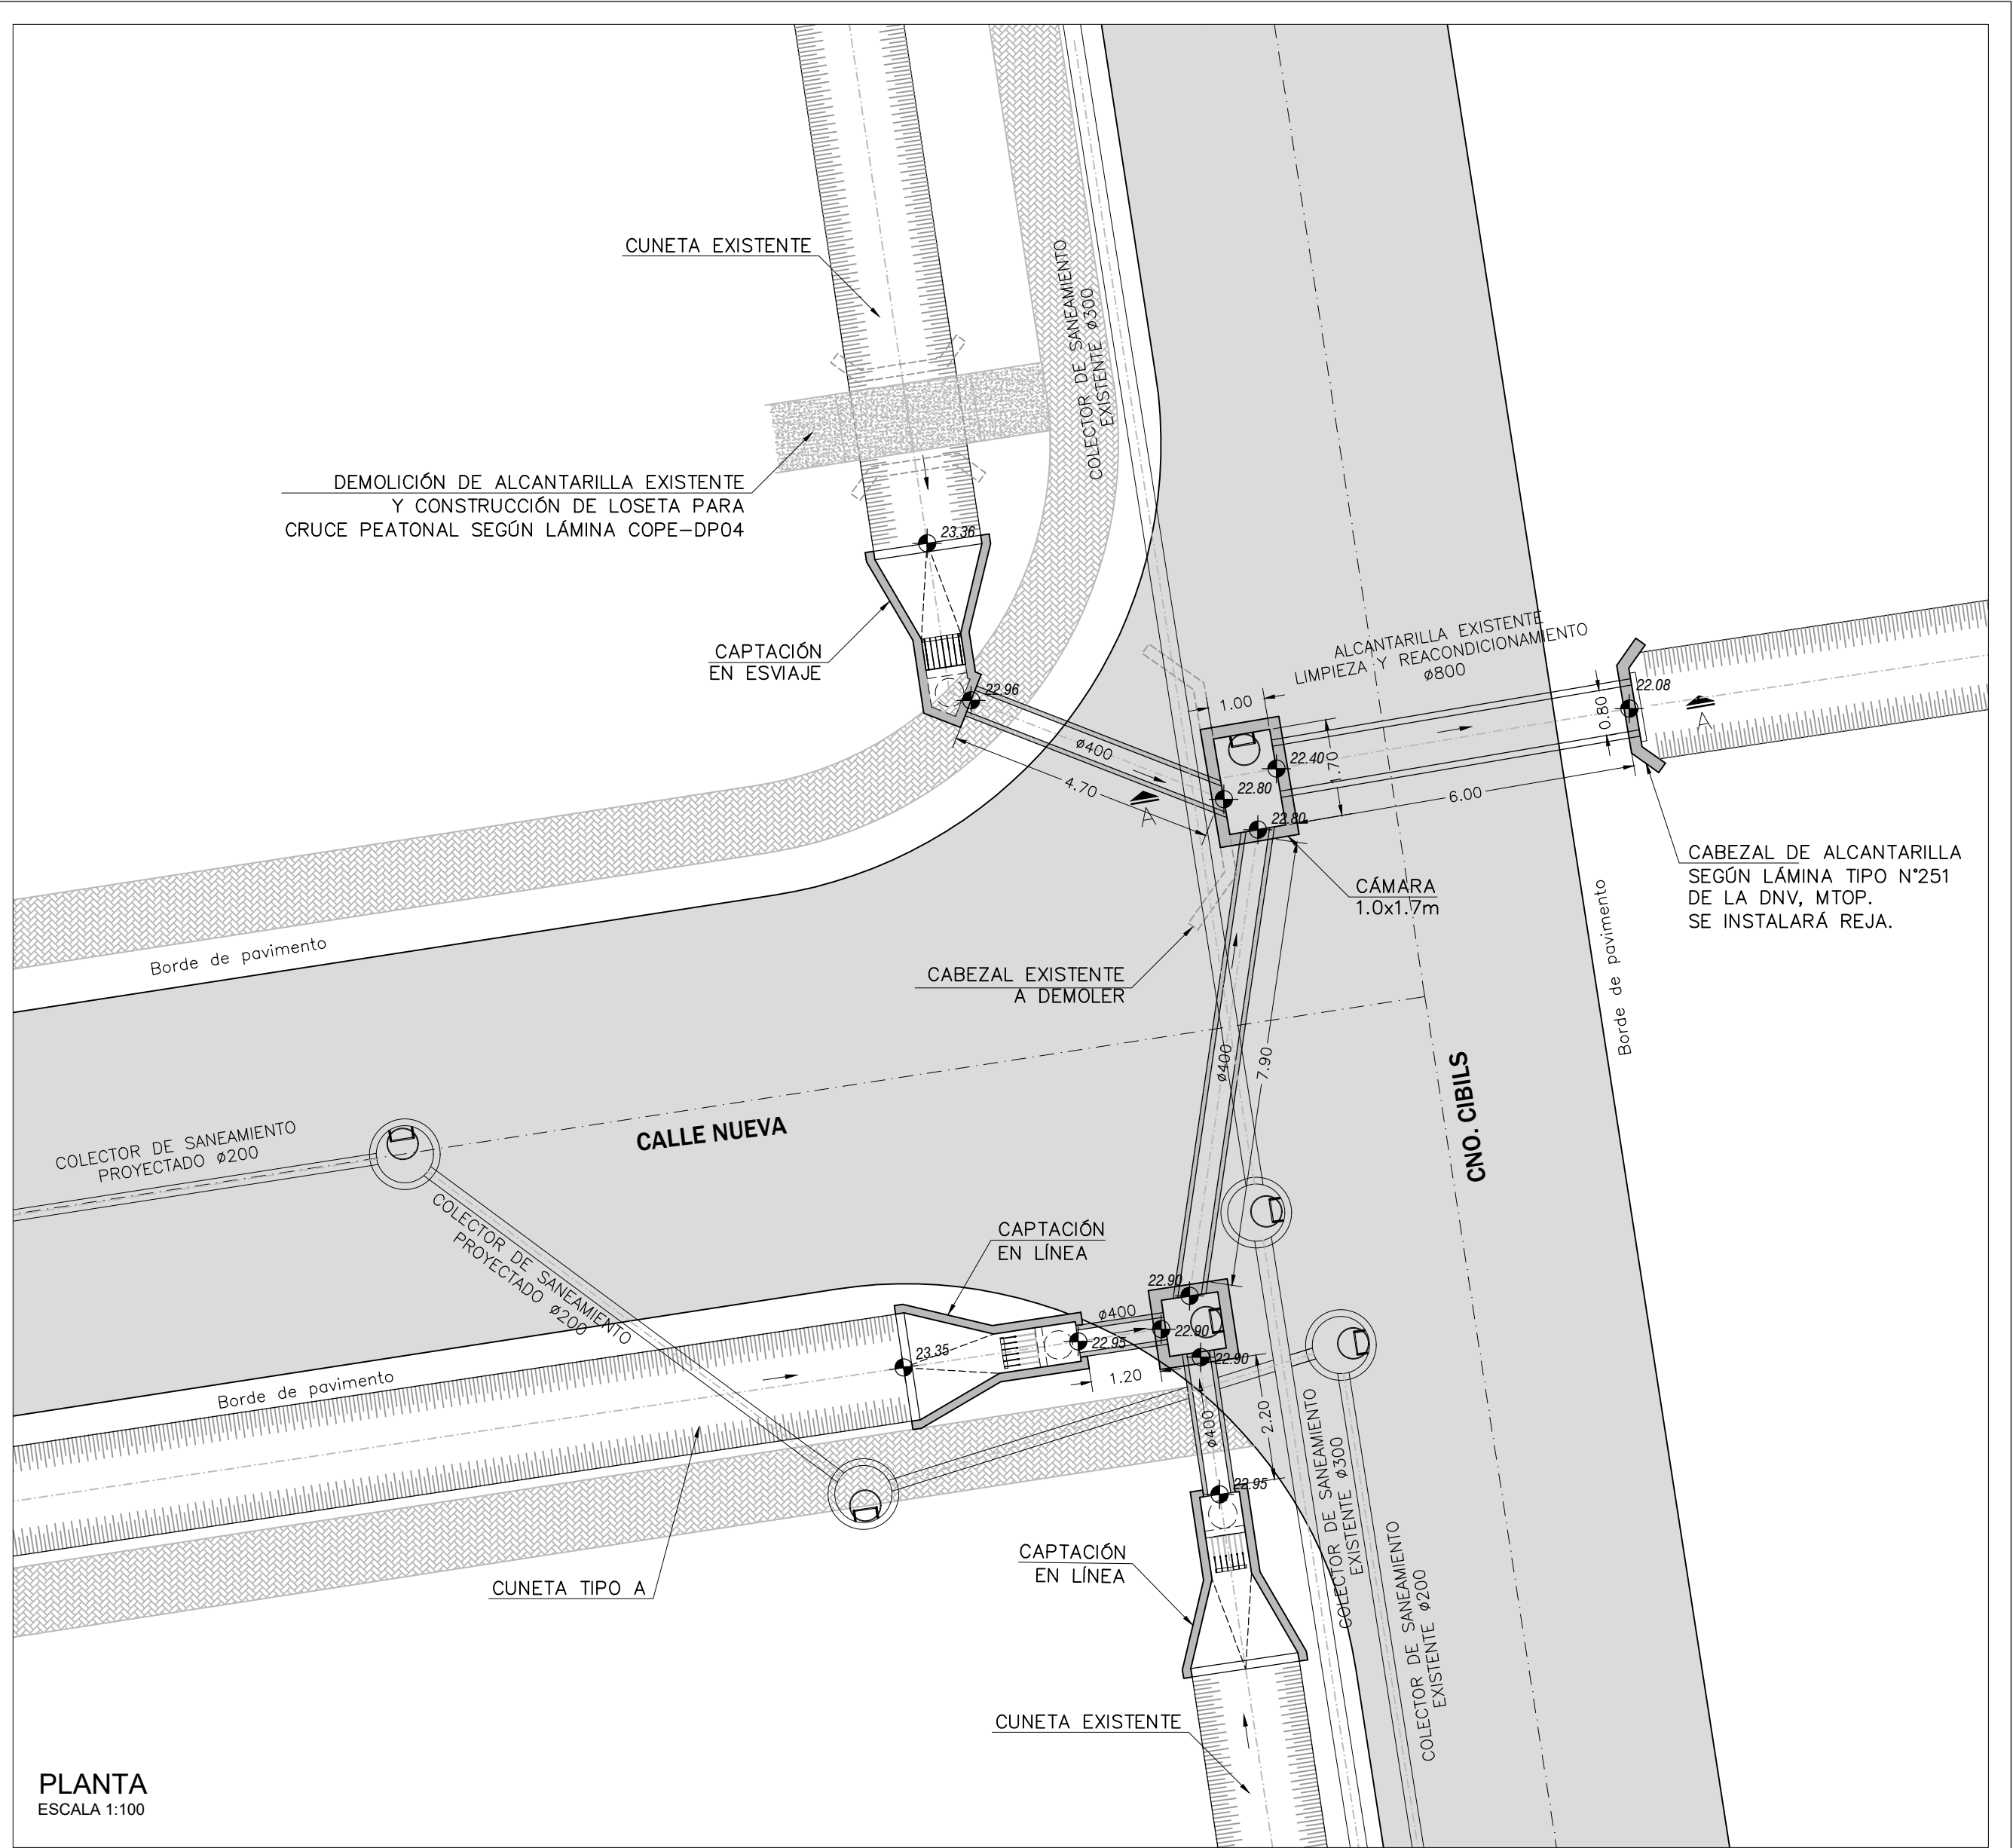 CUNETA EXISTENTE
COLECTOR DE SANEAMIENTO
EXISTENTE ø300
DEMOLICIÓN DE ALCANTARILLA EXISTENTE
Y CONSTRUCCIÓN DE LOSETA PARA
CRUCE PEATONAL SEGÚN LÁMINA COPE-DP04
23.36
CAPTACIÓN
EN ESVIAJE
22.96
ALCANTARILLA EXISTENTE
LIMPIEZA Y REACONDICIONAMIENTO
ø800
1.00
22.08
0.80
A
ø400
4.70
A
22.40
1.70
22.80
22.80
6.00
CABEZAL DE ALCANTARILLA
SEGÚN LÁMINA TIPO N°251
DE LA DNV, MTOP.
SE INSTALARÁ REJA.
CÁMARA
1.0x1.7m
Borde de pavimento
Borde de pavimento
CABEZAL EXISTENTE
A DEMOLER
ø400
7.90
CNO. CIBILS
CALLE NUEVA
COLECTOR DE SANEAMIENTO
PROYECTADO ø200
COLECTOR DE SANEAMIENTO
PROYECTADO ø200
CAPTACIÓN
EN LÍNEA
22.90
ø400
22.90
22.95
23.35
22.90
1.20
Borde de pavimento
2.20
ø400
22.95
COLECTOR DE SANEAMIENTO
EXISTENTE ø300
COLECTOR DE SANEAMIENTO
EXISTENTE ø200
CAPTACIÓN
EN LÍNEA
CUNETA TIPO A
CUNETA EXISTENTE
PLANTA
ESCALA 1:100